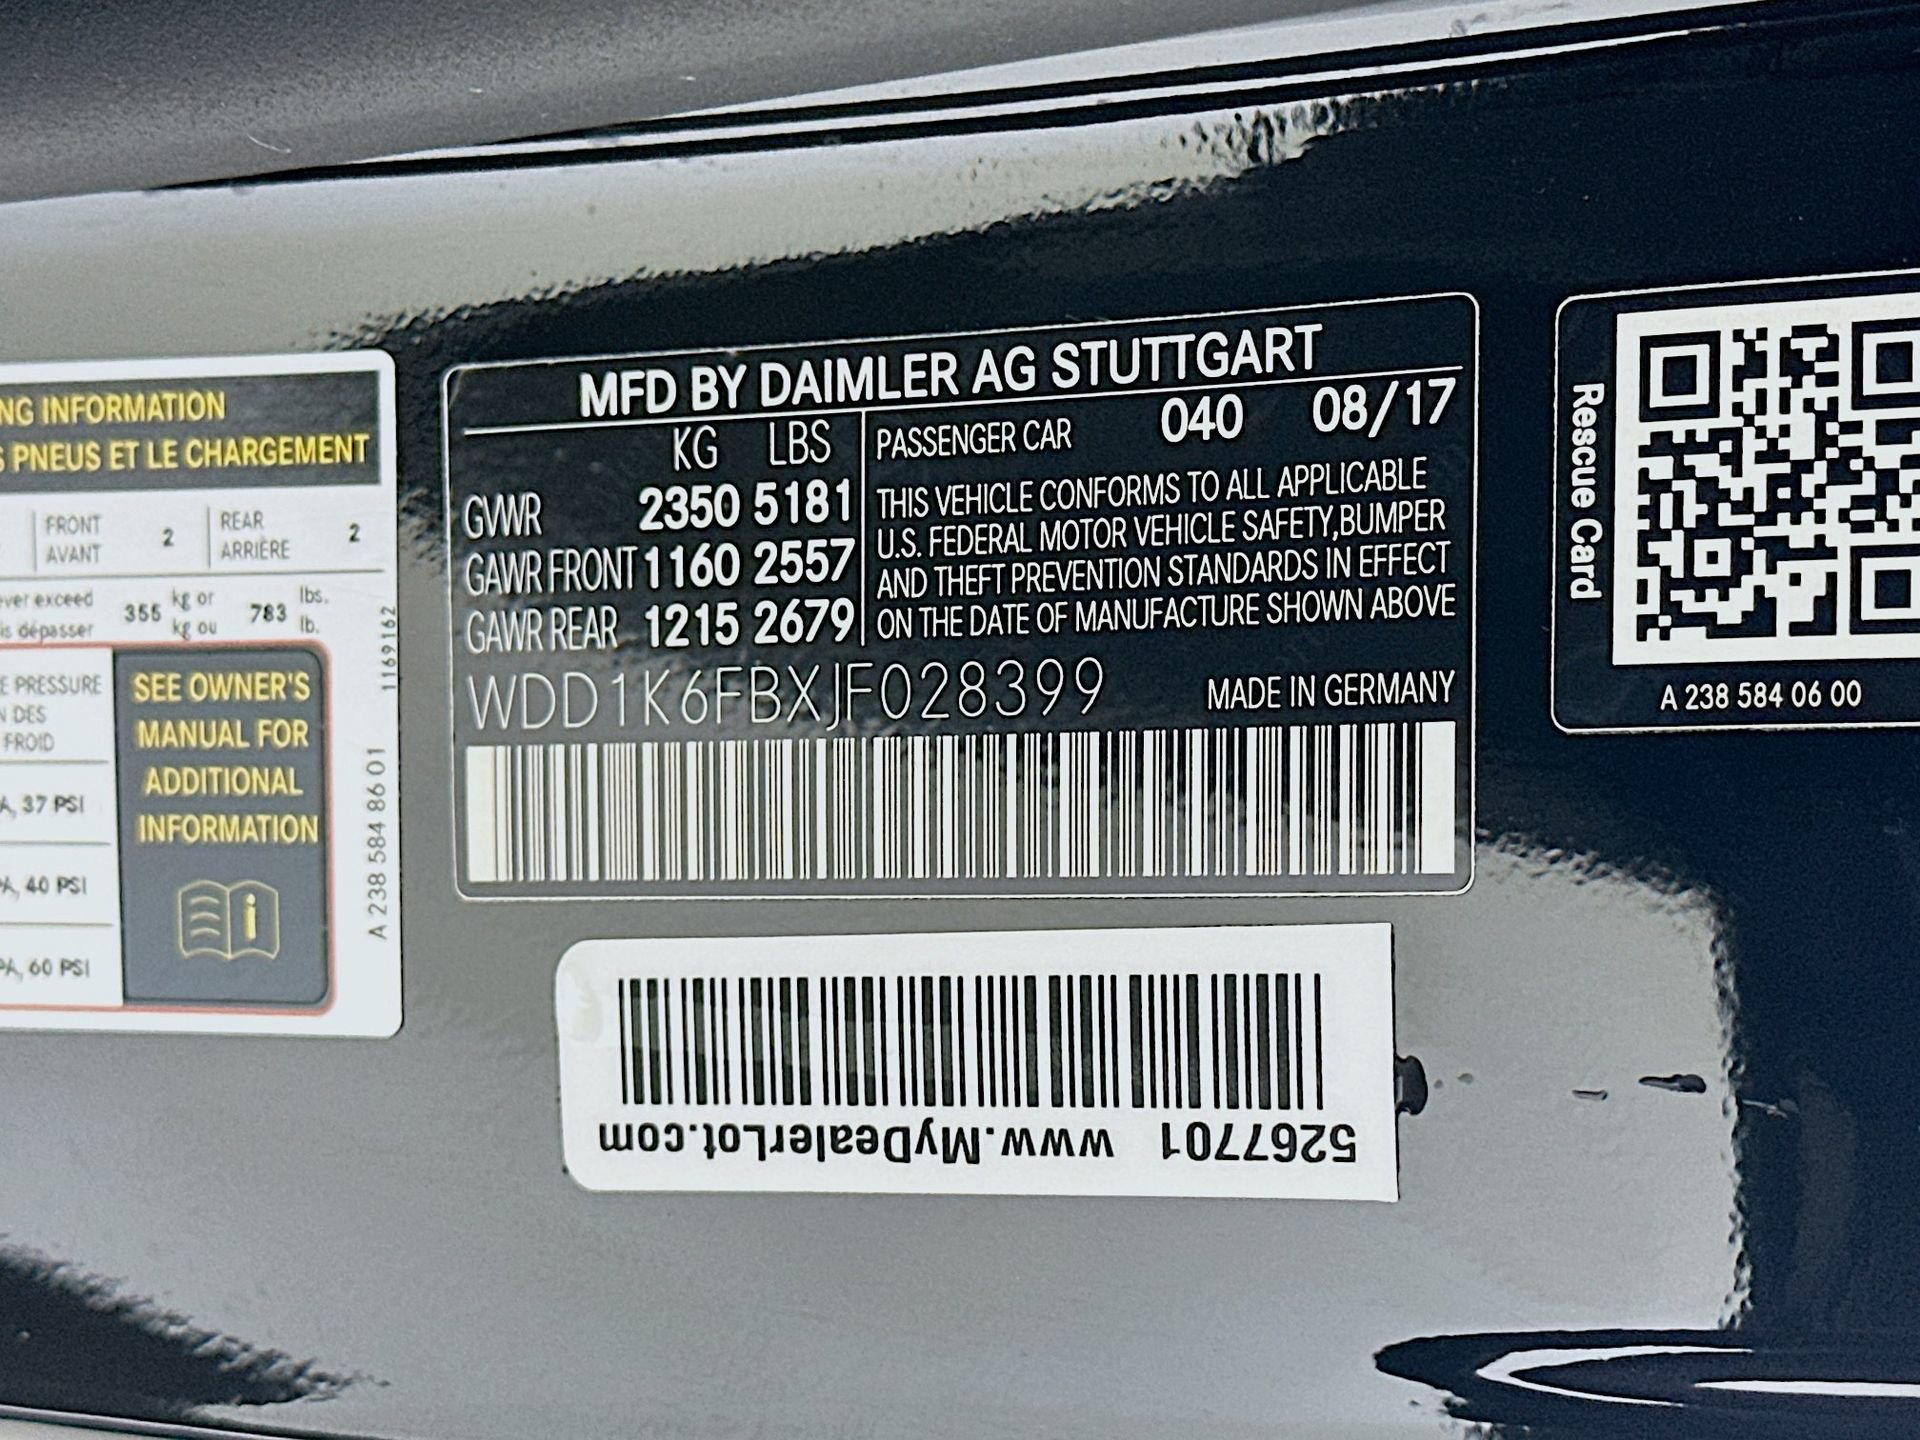 NG INFORMATION
S PNEUS ET LE CHARGEMENT
FRONT
AVANT
2
REAR
ARRIÈRE
2
ever exceed
is dépasser
355
kg or
kg ou
783
lbs.
lb.
1169162
E PRESSURE
N DES
FROID
A, 37 PSI
A, 40 PSI
PA, 60 PSI
SEE OWNER'S
MANUAL FOR
ADDITIONAL
INFORMATION
A 238 584 86 01
MFD BY DAIMLER AG STUTTGART
KG LBS
GVWR 2350 5181
GAWR FRONT 1160 2557
GAWR REAR 1215 2679
PASSENGER CAR 040 08/17
THIS VEHICLE CONFORMS TO ALL APPLICABLE
U.S. FEDERAL MOTOR VEHICLE SAFETY,BUMPER
AND THEFT PREVENTION STANDARDS IN EFFECT
ON THE DATE OF MANUFACTURE SHOWN ABOVE
WDD1K6FBXJF028399 MADE IN GERMANY
Rescue Card
A 238 584 06 00
5267701 www.MyDealerLot.com